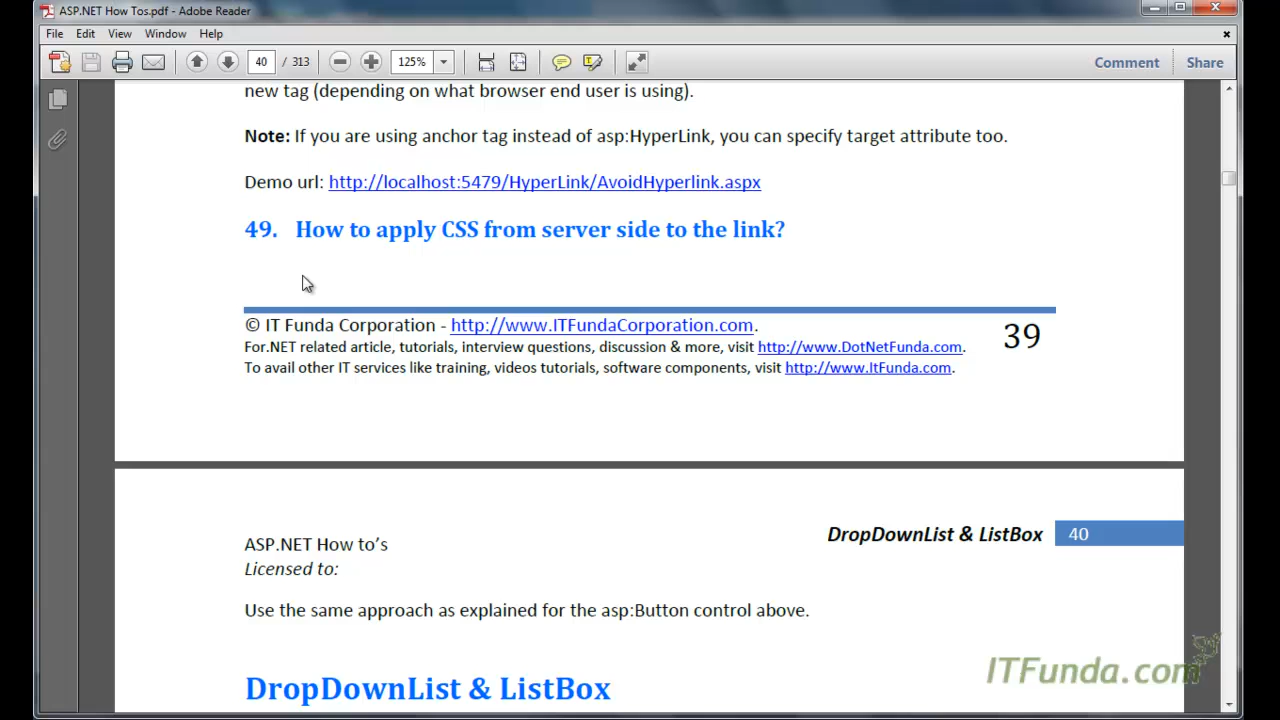 ASP.NET How Tos.pdf - Adobe Reader
File Edit View Window Help
40 / 313 125% Comment Share
new tag (depending on what browser end user is using).
Note: If you are using anchor tag instead of asp:HyperLink, you can specify target attribute too.
Demo url: http://localhost:5479/HyperLink/AvoidHyperlink.aspx
49. How to apply CSS from server side to the link?
© IT Funda Corporation - http://www.ITFundaCorporation.com.
39
For.NET related article, tutorials, interview questions, discussion & more, visit http://www.DotNetFunda.com.
To avail other IT services like training, videos tutorials, software components, visit http://www.ItFunda.com.
DropDownList & ListBox 40
ASP.NET How to’s
Licensed to:
Use the same approach as explained for the asp:Button control above.
ITFunda.com
DropDownList & ListBox